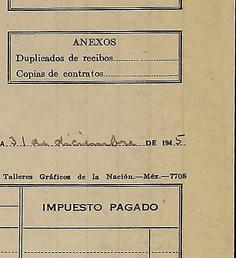 ANEXOS
Duplicados de recibos
Copias de contratos
A 31 de diciembre DE 1945
Talleres Gráficos de la Nación.—Méx.—7708
IMPUESTO PAGADO